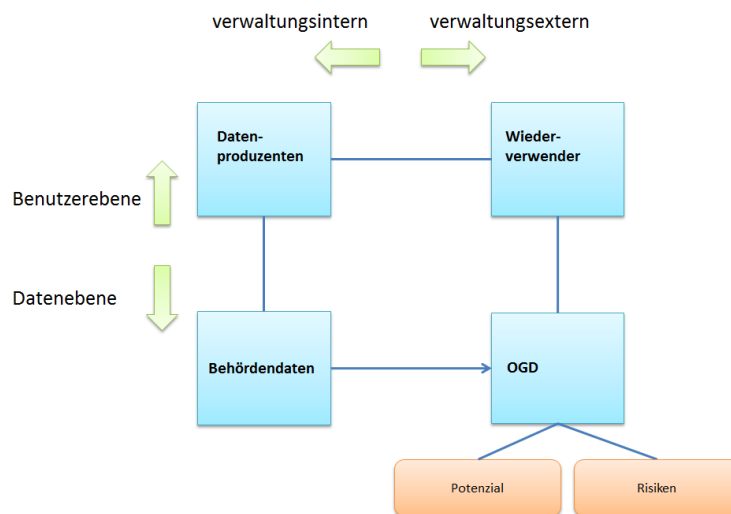 verwaltungsintern
verwaltungsextern
Daten-
produzenten
Wieder-
verwender
Benutzerebene
Datenebene
Behördendaten
OGD
Potenzial
Risiken